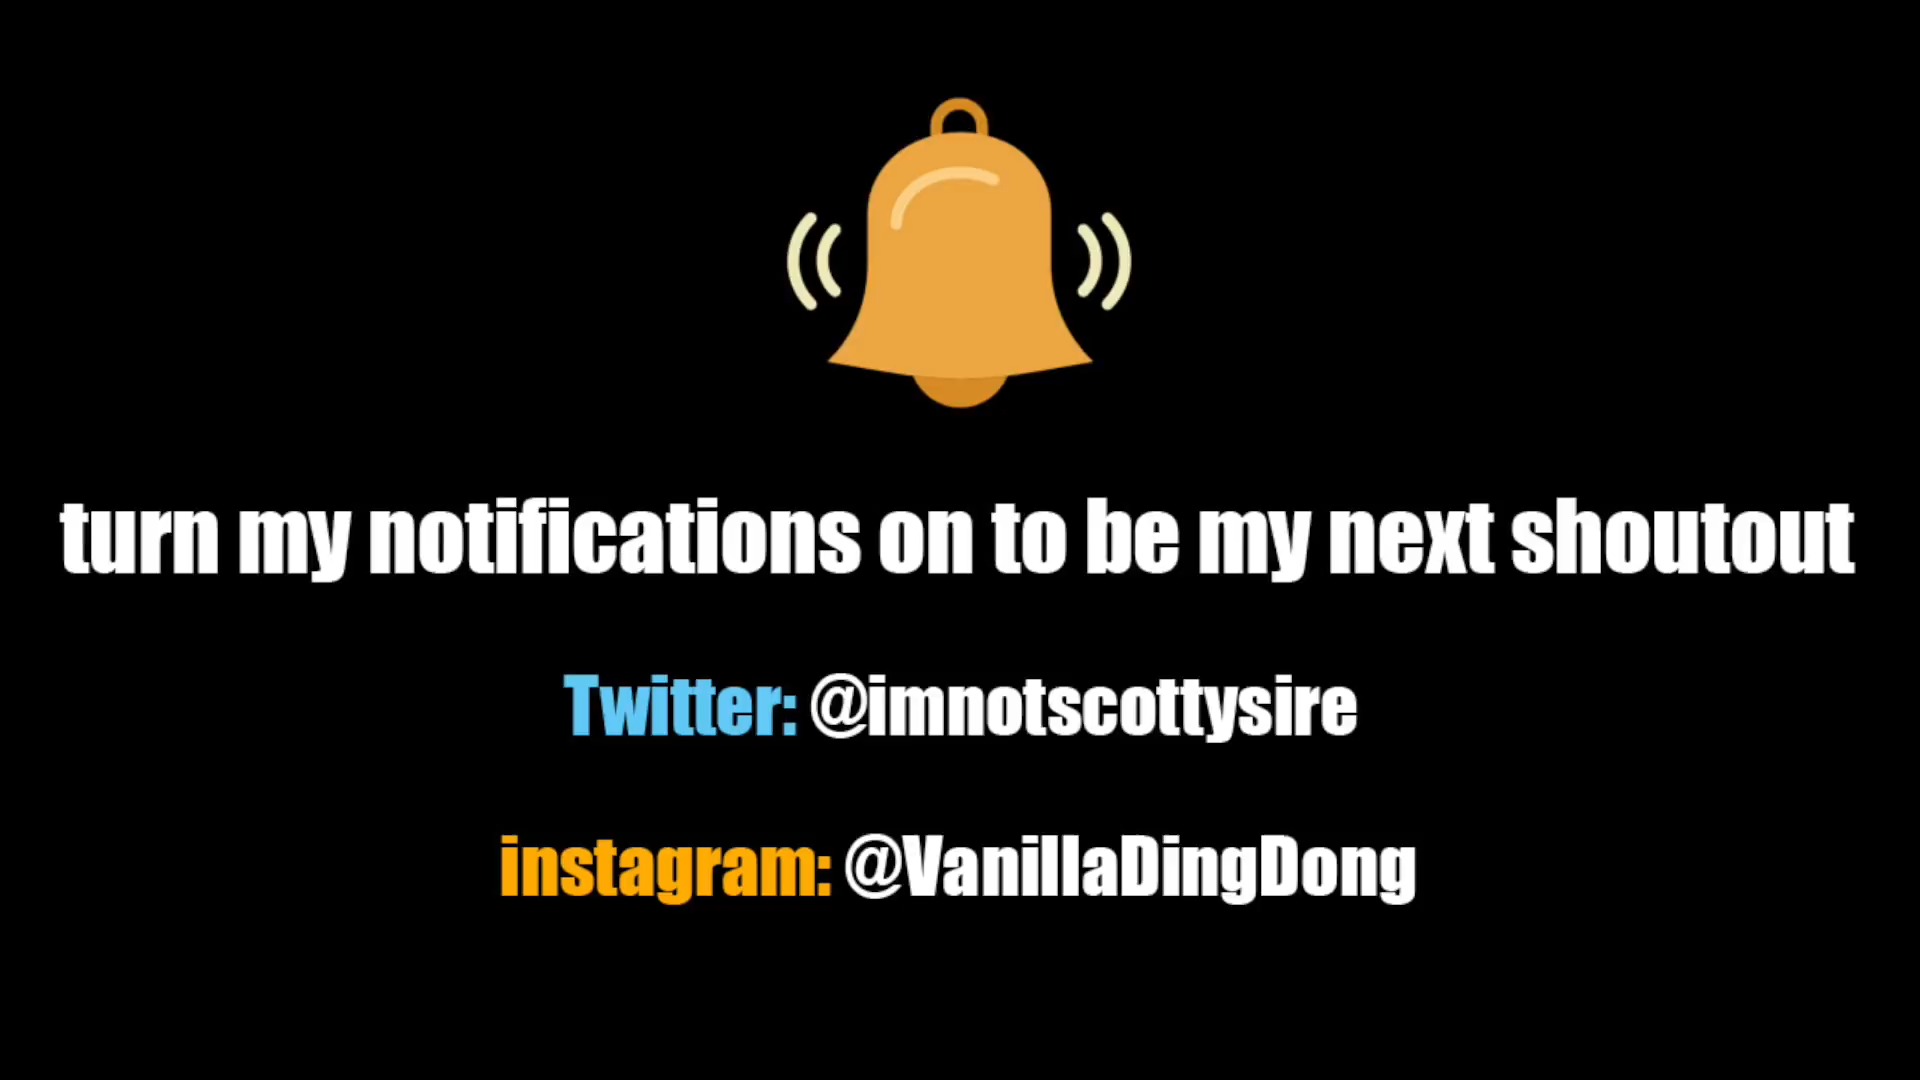 turn my notifications on to be my next shoutout
Twitter: @imnotscottysire
instagram: @VanillaDingDong